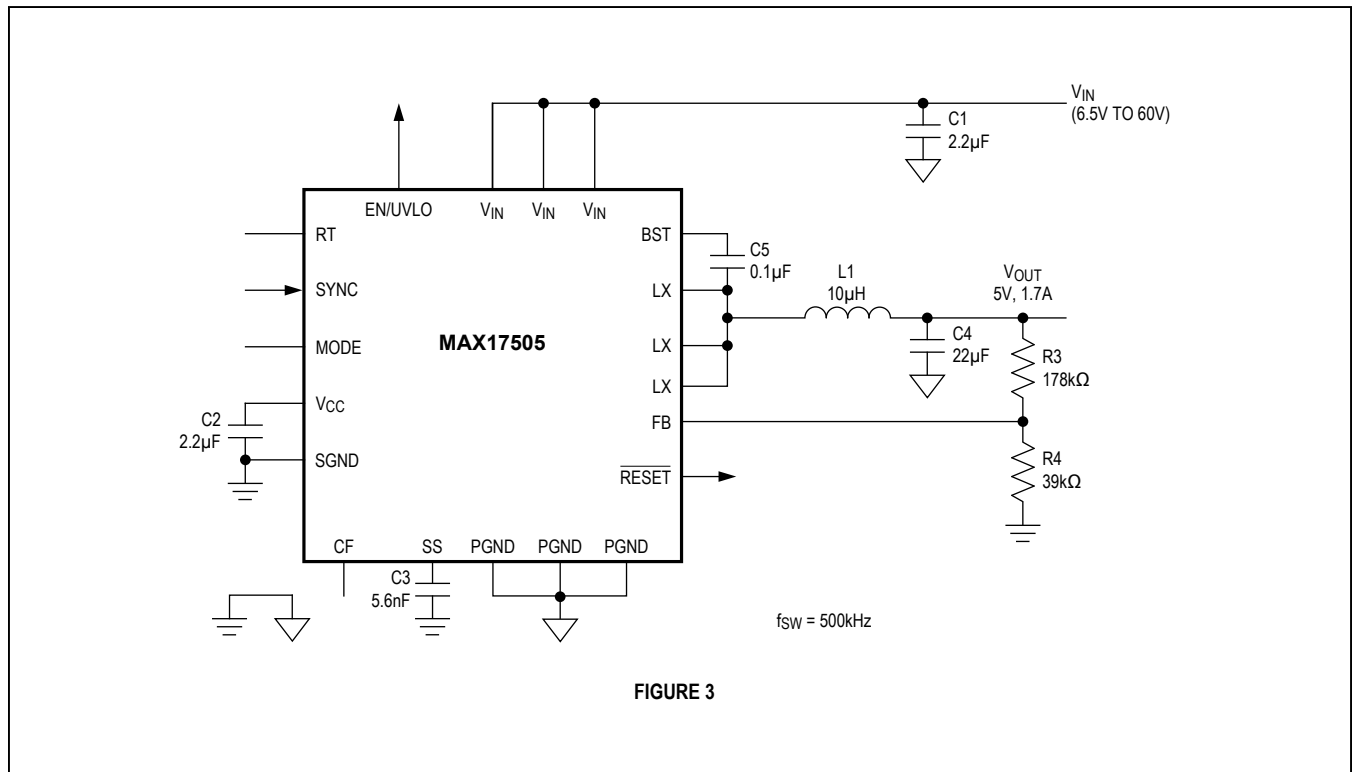 VIN
(6.5V TO 60V)
C1
2.2µF
EN/UVLO
VIN
VIN
VIN
RT
BST
C5
0.1µF
SYNC
LX
L1
10µH
VOUT
5V, 1.7A
MODE
MAX17505
LX
C4
22µF
R3
178kΩ
LX
VCC
C2
2.2µF
FB
SGND
RESET
R4
39kΩ
CF
SS
PGND
PGND
PGND
C3
5.6nF
fSW = 500kHz
FIGURE 3